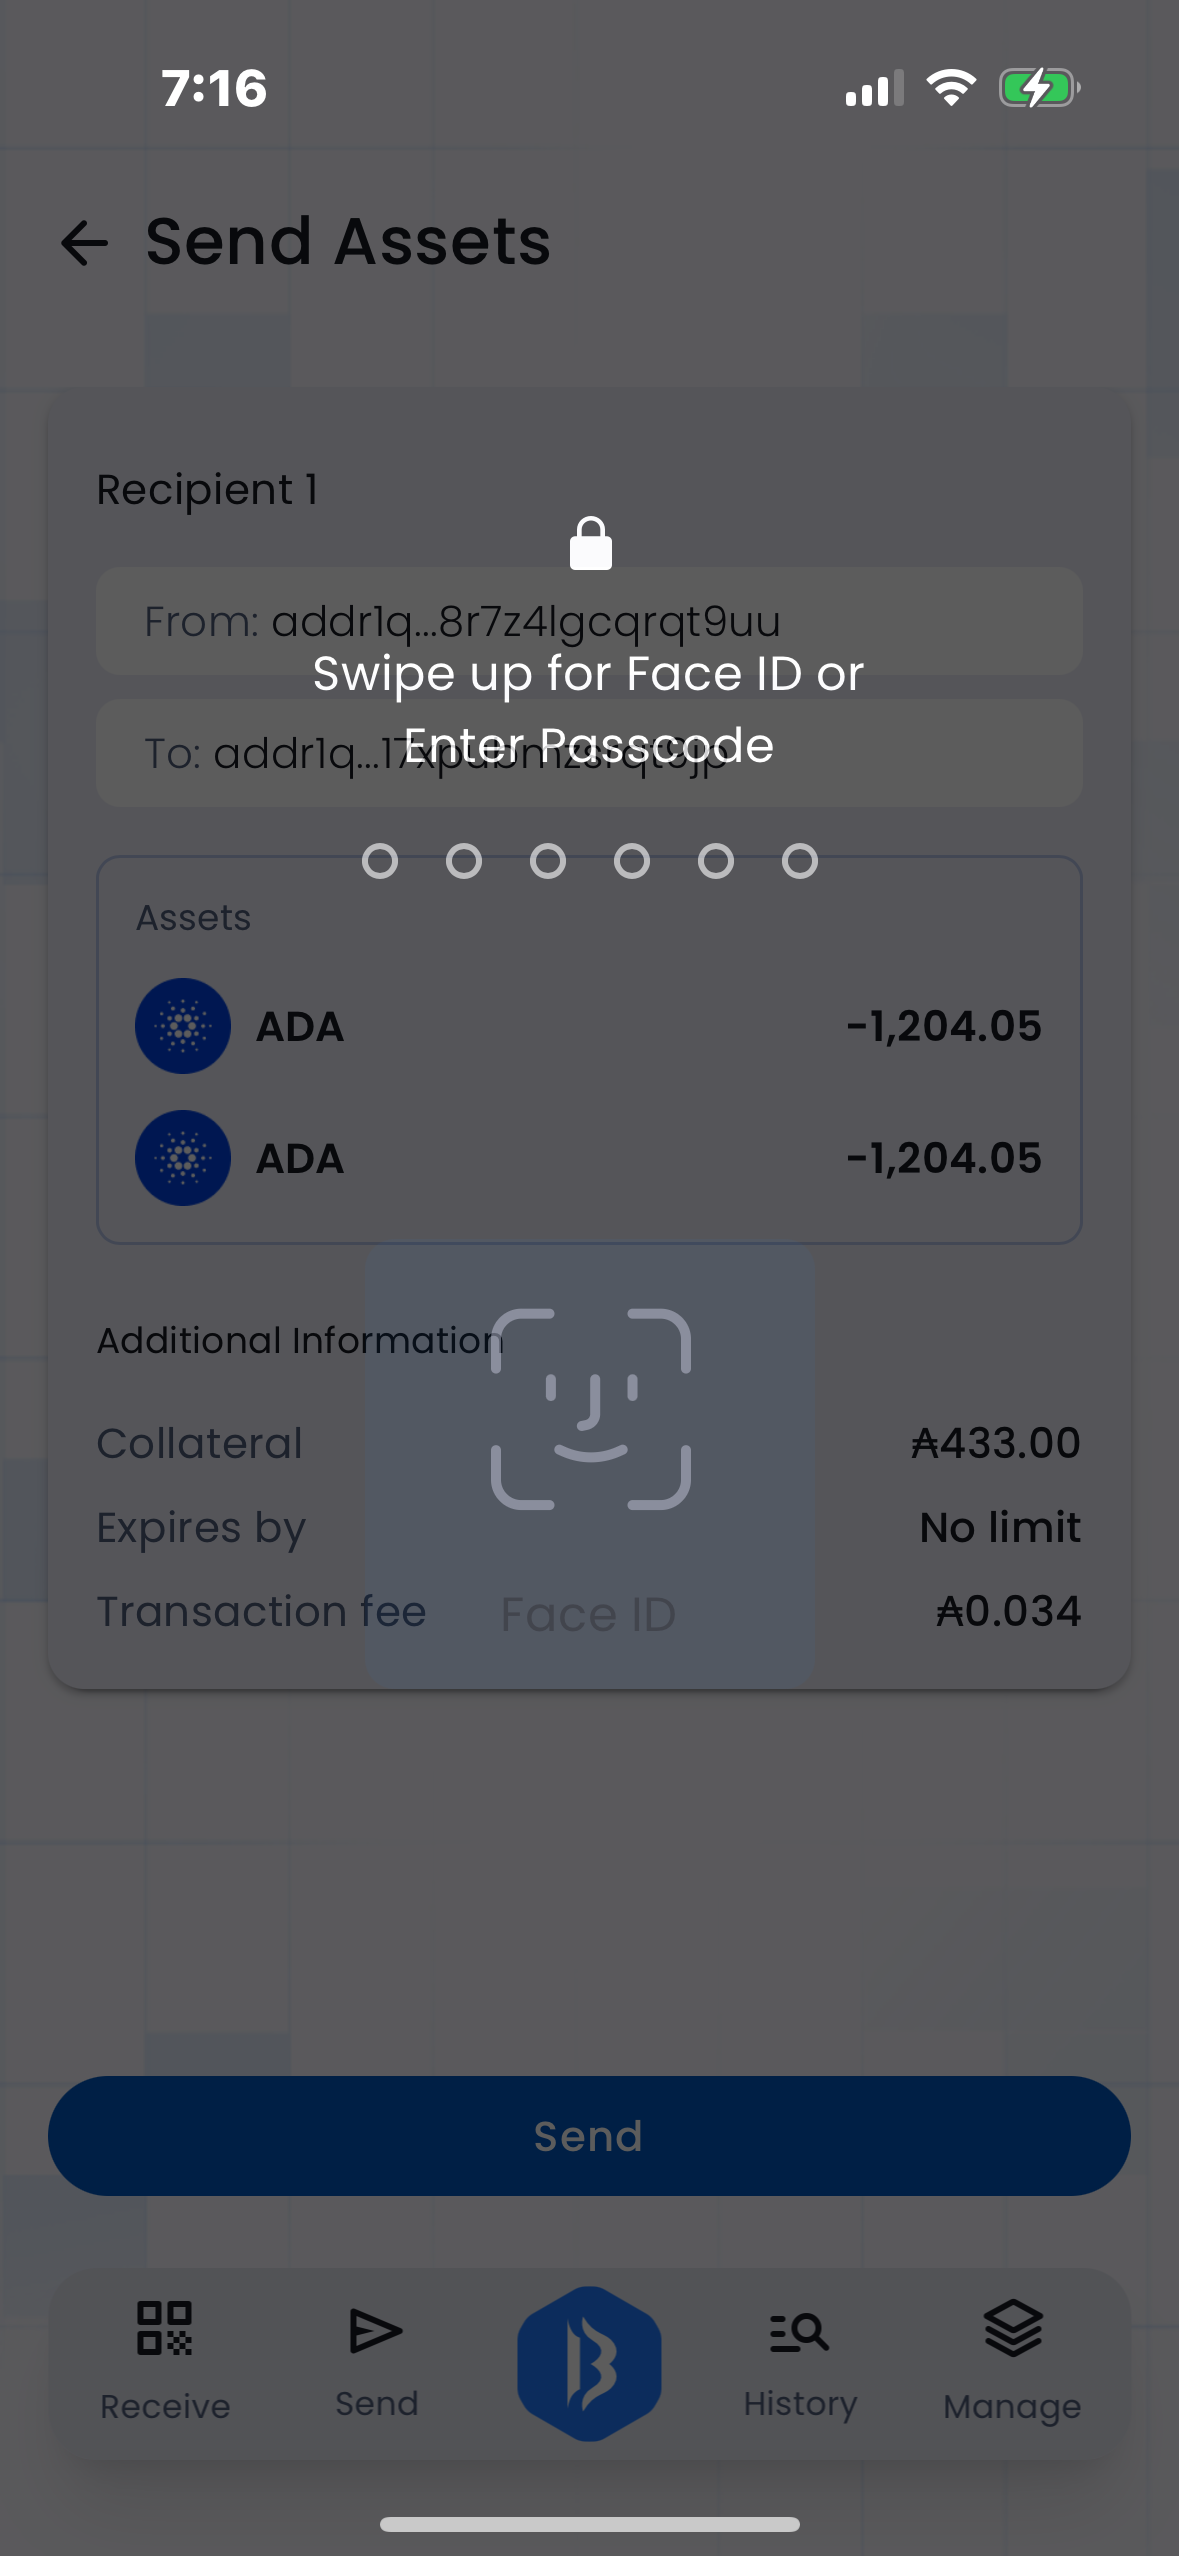 7:16
Send Assets
Recipient 1
From: addr1q...8r7z4lgcqrqt9uu
Swipe up for Face ID or
Enter Passcode
To: addr1q...17xpubmzsrqt9jp
Assets
ADA -1,204.05
ADA -1,204.05
Additional Information
Collateral ₳433.00
Expires by No limit
Transaction fee ₳0.034
Face ID
Send
Receive Send History Manage